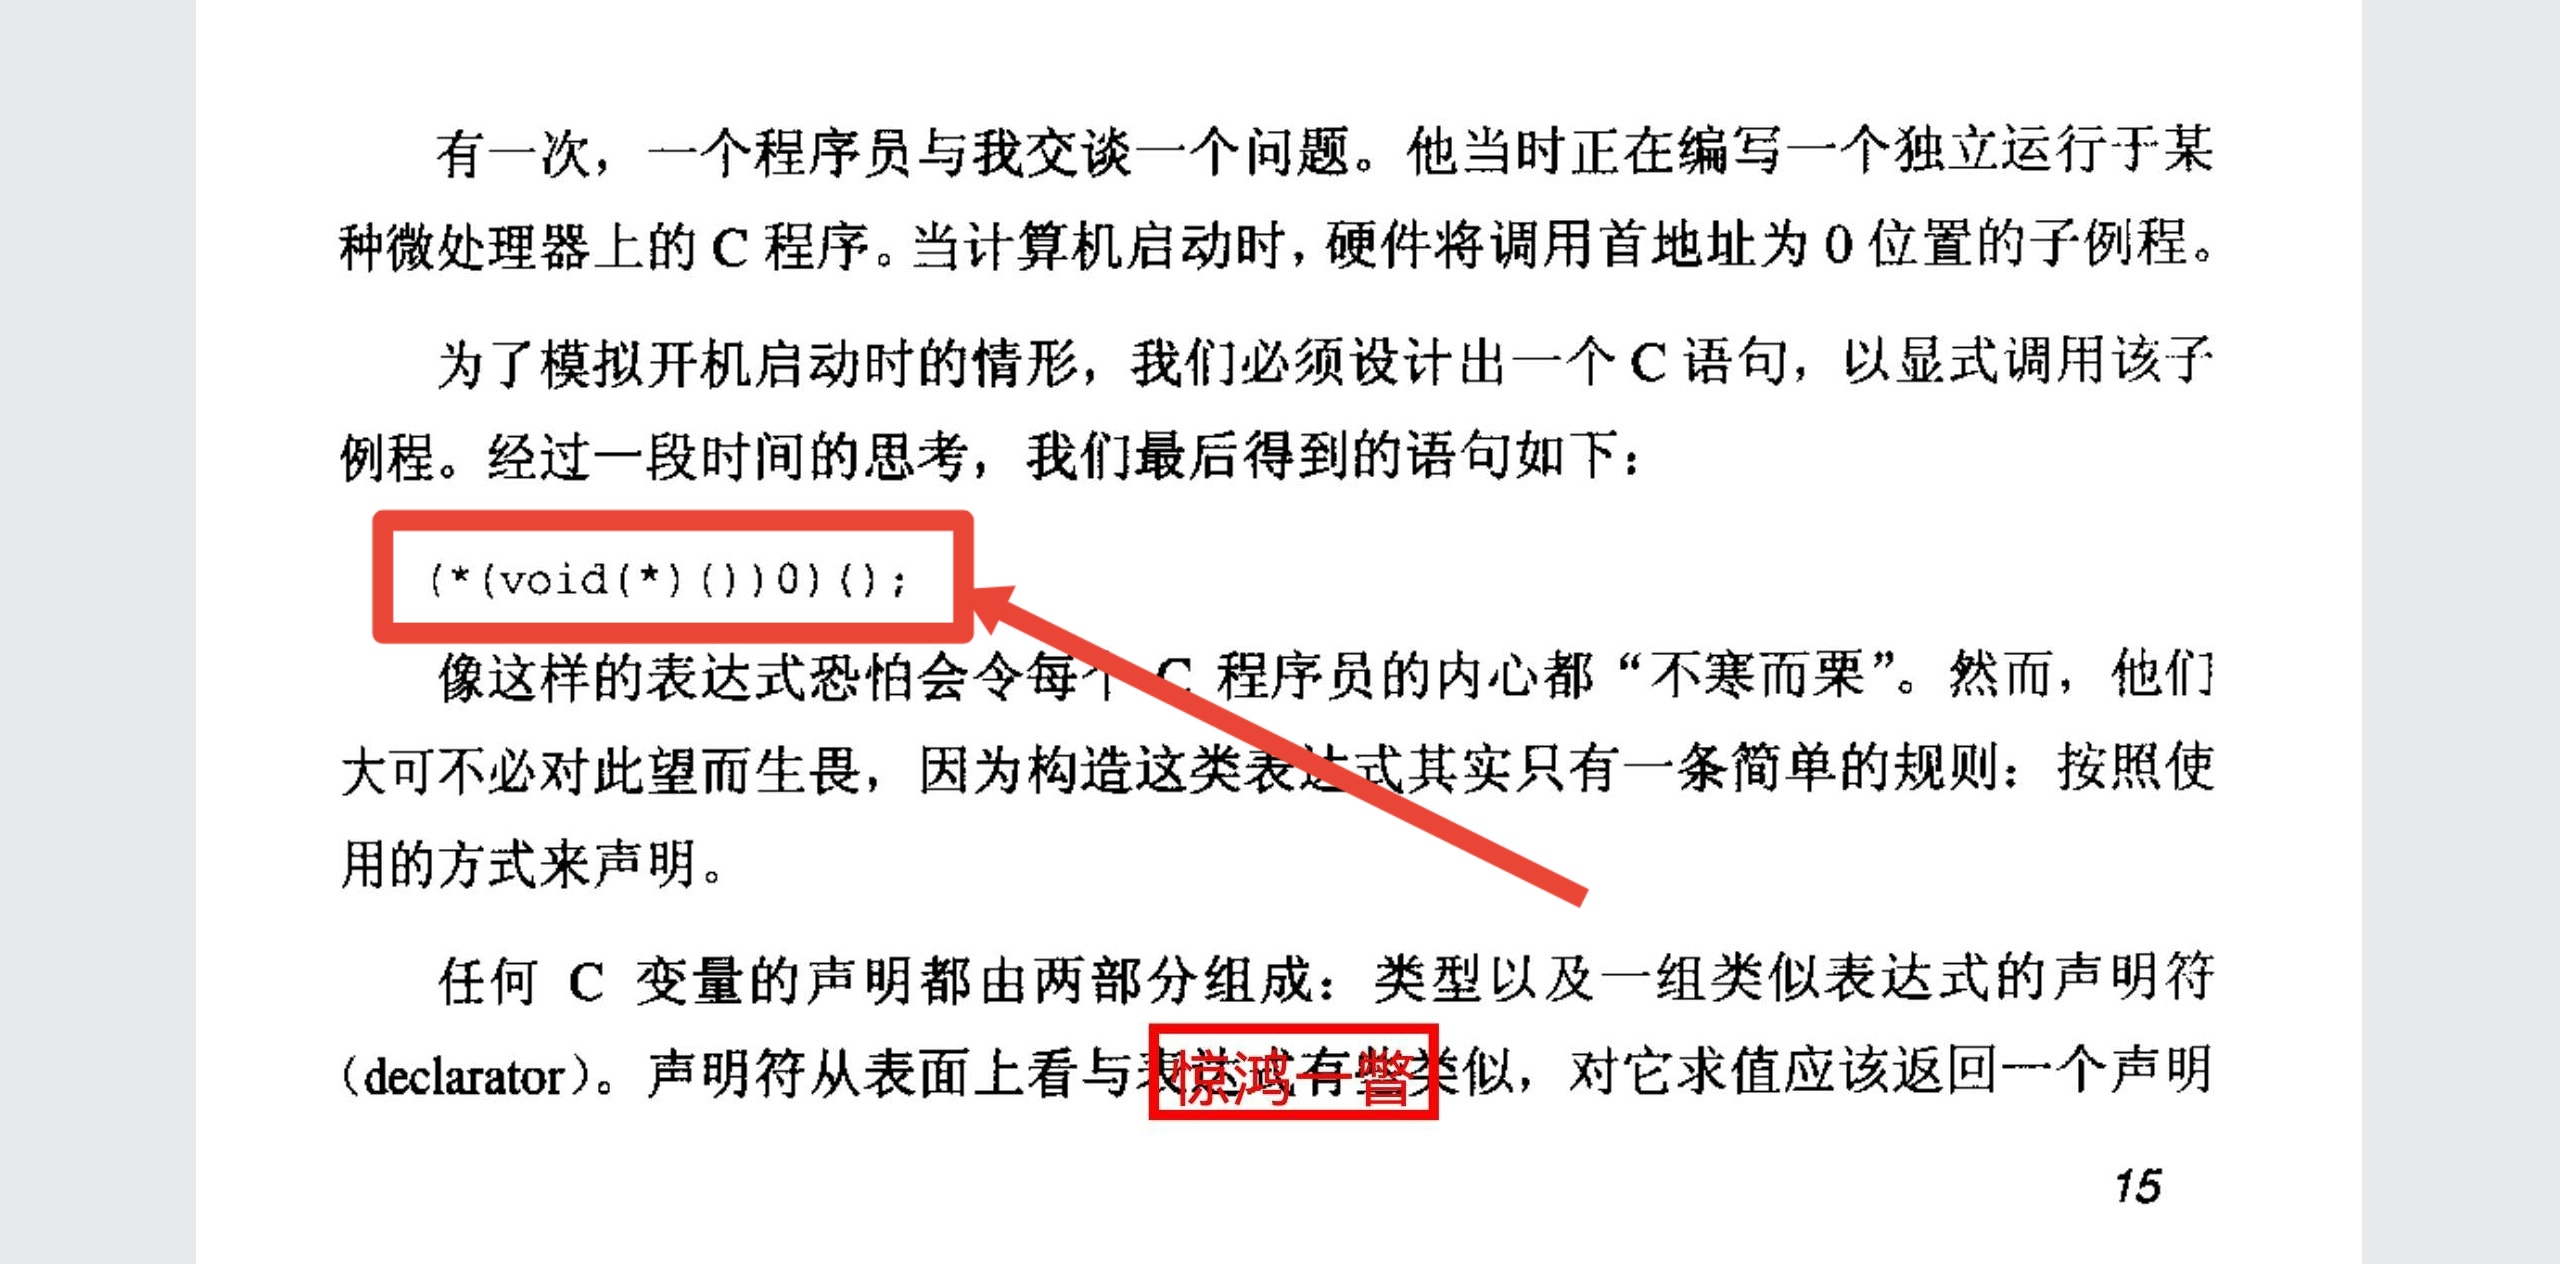 有一次，一个程序员与我交谈一个问题。他当时正在编写一个独立运行于某
种微处理器上的 C 程序。当计算机启动时，硬件将调用首地址为 0 位置的子例程。
为了模拟开机启动时的情形，我们必须设计出一个 C 语句，以显式调用该子
例程。经过一段时间的思考，我们最后得到的语句如下：
(*(void(*)())0)();
像这样的表达式恐怕会令每个 C 程序员的内心都“不寒而栗”。然而，他们
大可不必对此望而生畏，因为构造这类表达式其实只有一条简单的规则：按照使
用的方式来声明。
任何 C 变量的声明都由两部分组成：类型以及一组类似表达式的声明符
（declarator）。声明符从表面上看与表达式有些类似，对它求值应该返回一个声明
惊鸿一瞥
15